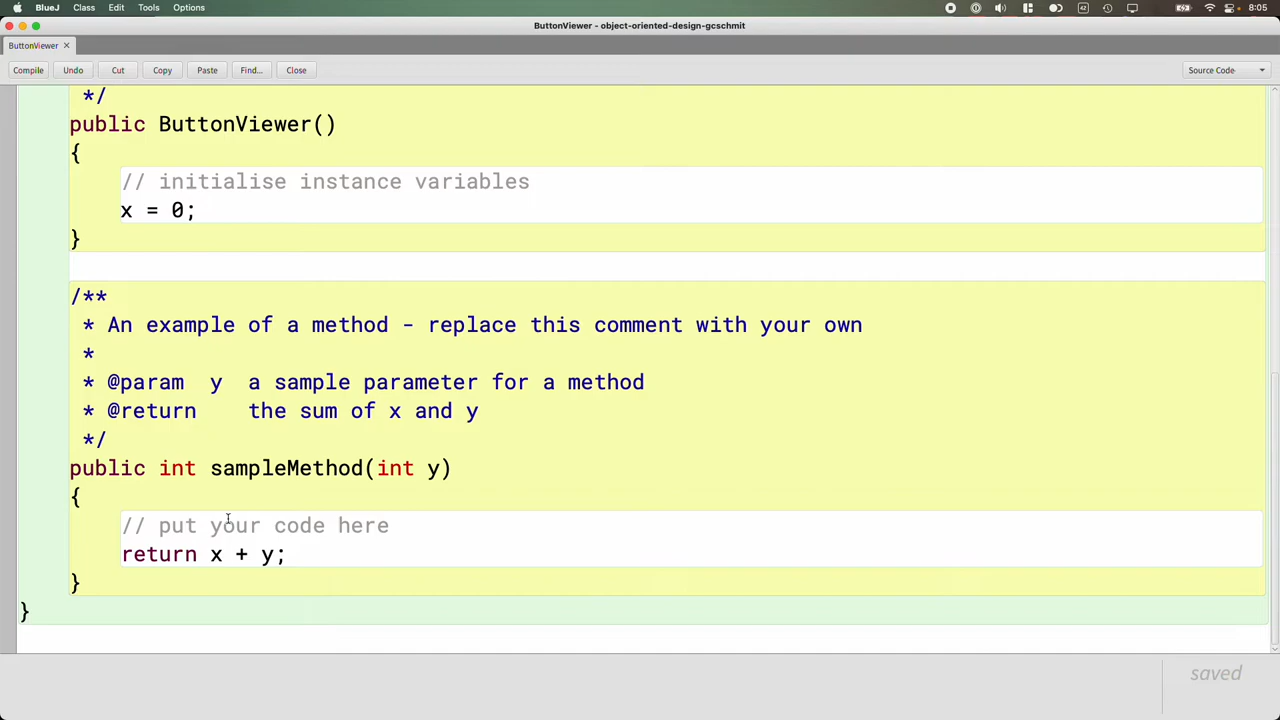 BlueJ Class Edit Tools Options 8:05
ButtonViewer - object-oriented-design-gcschmit
ButtonViewer
Compile Undo Cut Copy Paste Find... Close Source Code
*/
public ButtonViewer()
{
// initialise instance variables
x = 0;
}
/**
* An example of a method - replace this comment with your own
*
* @param y a sample parameter for a method
* @return the sum of x and y
*/
public int sampleMethod(int y)
{
// put your code here
return x + y;
}
}
saved